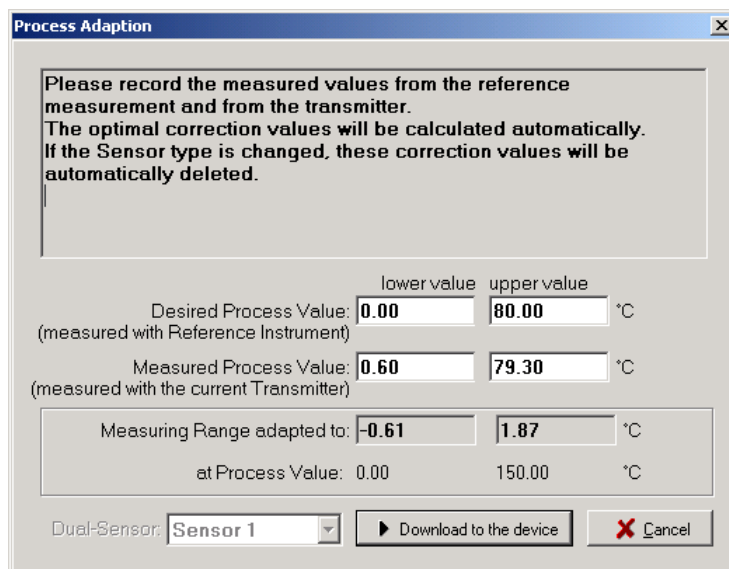 Process Adaption
Please record the measured values from the reference
measurement and from the transmitter.
The optimal correction values will be calculated automatically.
If the Sensor type is changed, these correction values will be
automatically deleted.
lower value upper value
Desired Process Value: 0.00 80.00 °C
(measured with Reference Instrument)
Measured Process Value: 0.60 79.30 °C
(measured with the current Transmitter)
Measuring Range adapted to: -0.61 1.87 °C
at Process Value: 0.00 150.00 °C
Dual-Sensor: Sensor 1 Download to the device Cancel